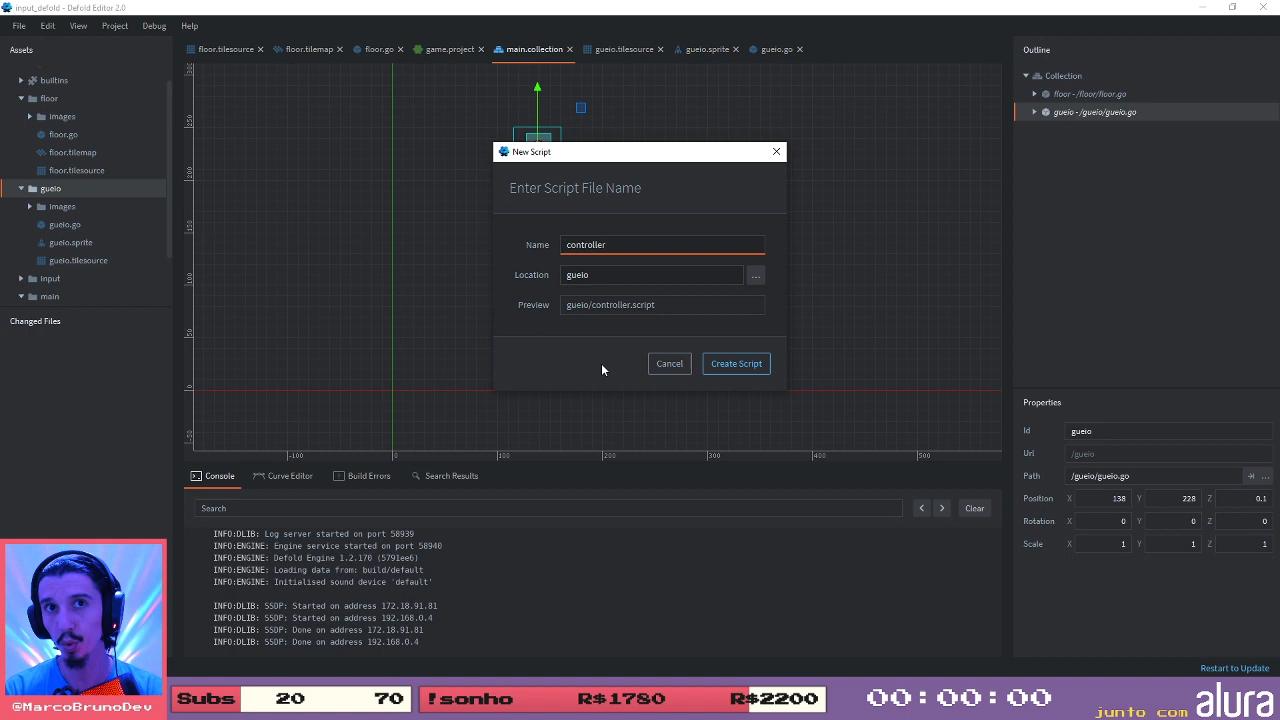 input_defold - Defold Editor 2.0
File Edit View Project Debug Help
Assets
floor.tilesource floor.tilemap floor.go game.project main.collection gueio.tilesource gueio.sprite gueio.go
Outline
builtins
floor
images
floor.go
floor.tilemap
floor.tilesource
gueio
images
gueio.go
gueio.sprite
gueio.tilesource
input
main
Changed Files
250
200
150
100
50
0
-50
-100 0 100 200 300 400 500
New Script
Enter Script File Name
Name controller
Location gueio ...
Preview gueio/controller.script
Cancel Create Script
Collection
floor - /floor/floor.go
gueio - /gueio/gueio.go
Properties
Id gueio
Url /gueio
Path /gueio/gueio.go ...
Position X 138 Y 228 Z 0.1
Rotation X 0 Y 0 Z 0
Scale X 1 Y 1 Z 1
Console Curve Editor Build Errors Search Results
Search Clear
INFO:DLIB: Log server started on port 58939
INFO:ENGINE: Engine service started on port 58940
INFO:ENGINE: Defold Engine 1.2.170 (5791ee6)
INFO:ENGINE: Loading data from: build/default
INFO:ENGINE: Initialised sound device 'default'
INFO:DLIB: SSDP: Started on address 172.18.91.81
INFO:DLIB: SSDP: Started on address 192.168.0.4
INFO:DLIB: SSDP: Done on address 172.18.91.81
INFO:DLIB: SSDP: Done on address 192.168.0.4
Restart to Update
@MarcoBrunoDev
Subs 20 70 !sonho R$1780 R$2200 00:00:00 junto com alura